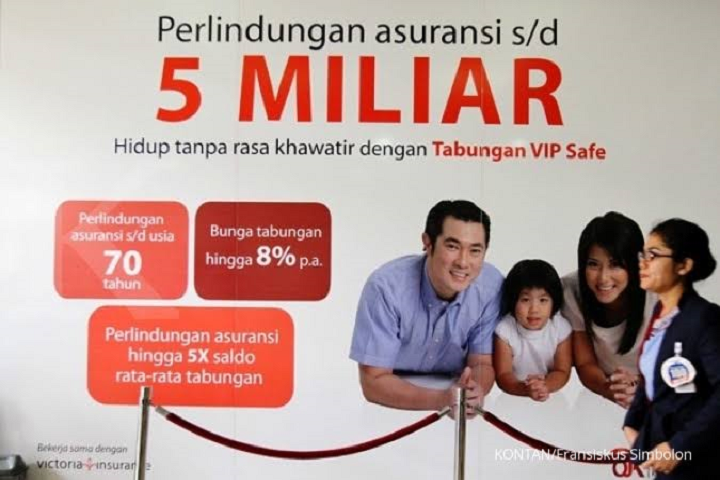 Perlindungan asuransi s/d
5 MILIAR
Hidup tanpa rasa khawatir dengan Tabungan VIP Safe
Perlindungan
asuransi s/d usia
70
tahun
Bunga tabungan
hingga 8% p.a.
Perlindungan asuransi
hingga 5X saldo
rata-rata tabungan
Bekerja sama dengan
victoria insurance
KONTAN/Fransiskus Simbolon